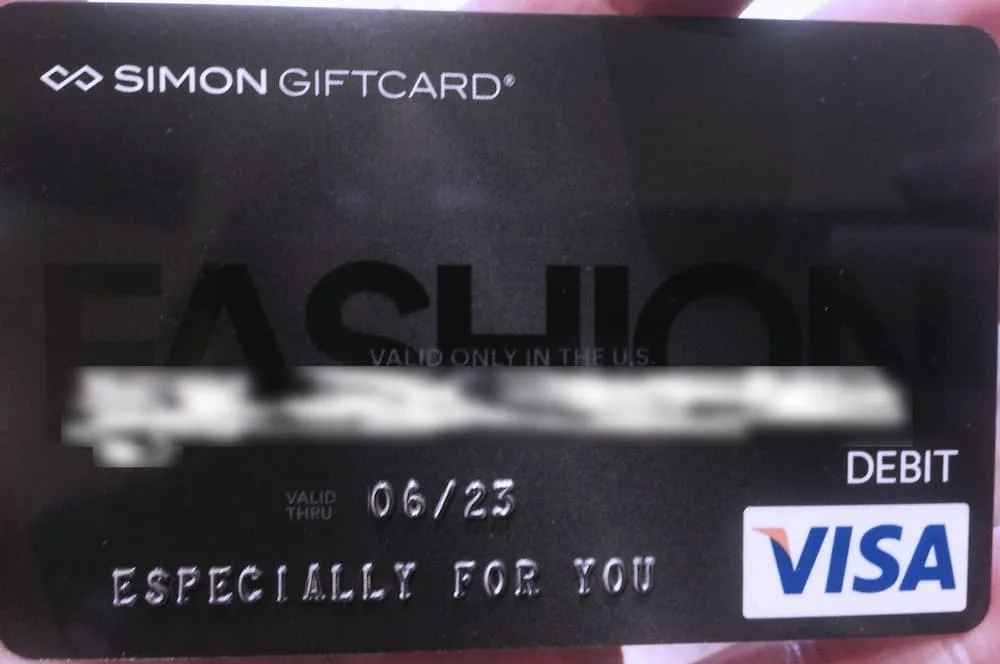 SIMON GIFTCARD®
FASHION
VALID ONLY IN THE U.S.
DEBIT
VALID THRU 06/23
ESPECIALLY FOR YOU
VISA